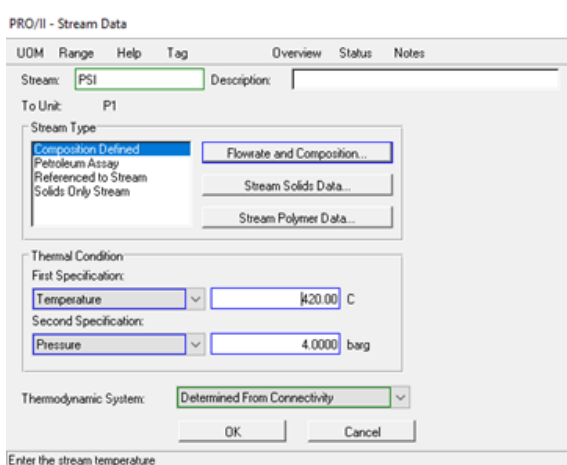 PRO/II - Stream Data
UOM Range Help Tag Overview Status Notes
Stream: PSI Description:
To Unit: P1
Stream Type
Composition Defined
Petroleum Assay
Referenced to Stream
Solids Only Stream
Flowrate and Composition...
Stream Solids Data...
Stream Polymer Data...
Thermal Condition
First Specification:
Temperature 420.00 C
Second Specification:
Pressure 4.0000 barg
Thermodynamic System: Determined From Connectivity
OK Cancel
Enter the stream temperature